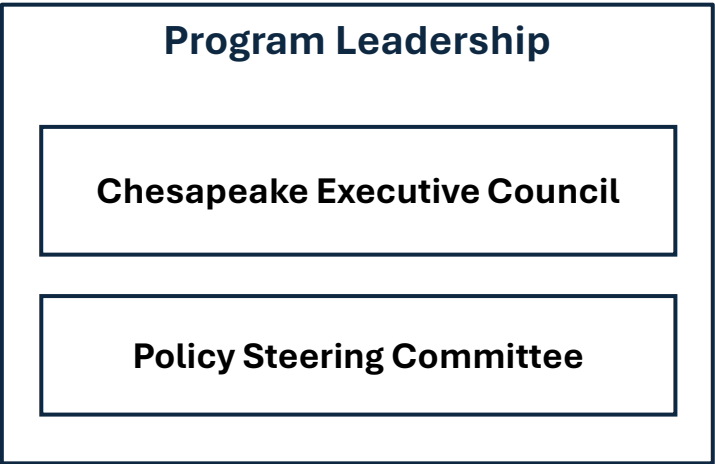 Program Leadership
Chesapeake Executive Council
Policy Steering Committee